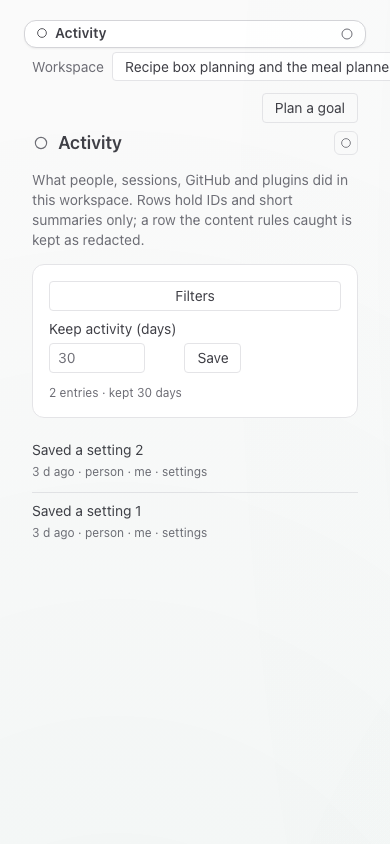 Activity
Workspace Recipe box planning and the meal planne
Plan a goal
Activity
What people, sessions, GitHub and plugins did in
this workspace. Rows hold IDs and short
summaries only; a row the content rules caught is
kept as redacted.
Filters
Keep activity (days)
30 Save
2 entries · kept 30 days
Saved a setting 2
3 d ago · person · me · settings
Saved a setting 1
3 d ago · person · me · settings